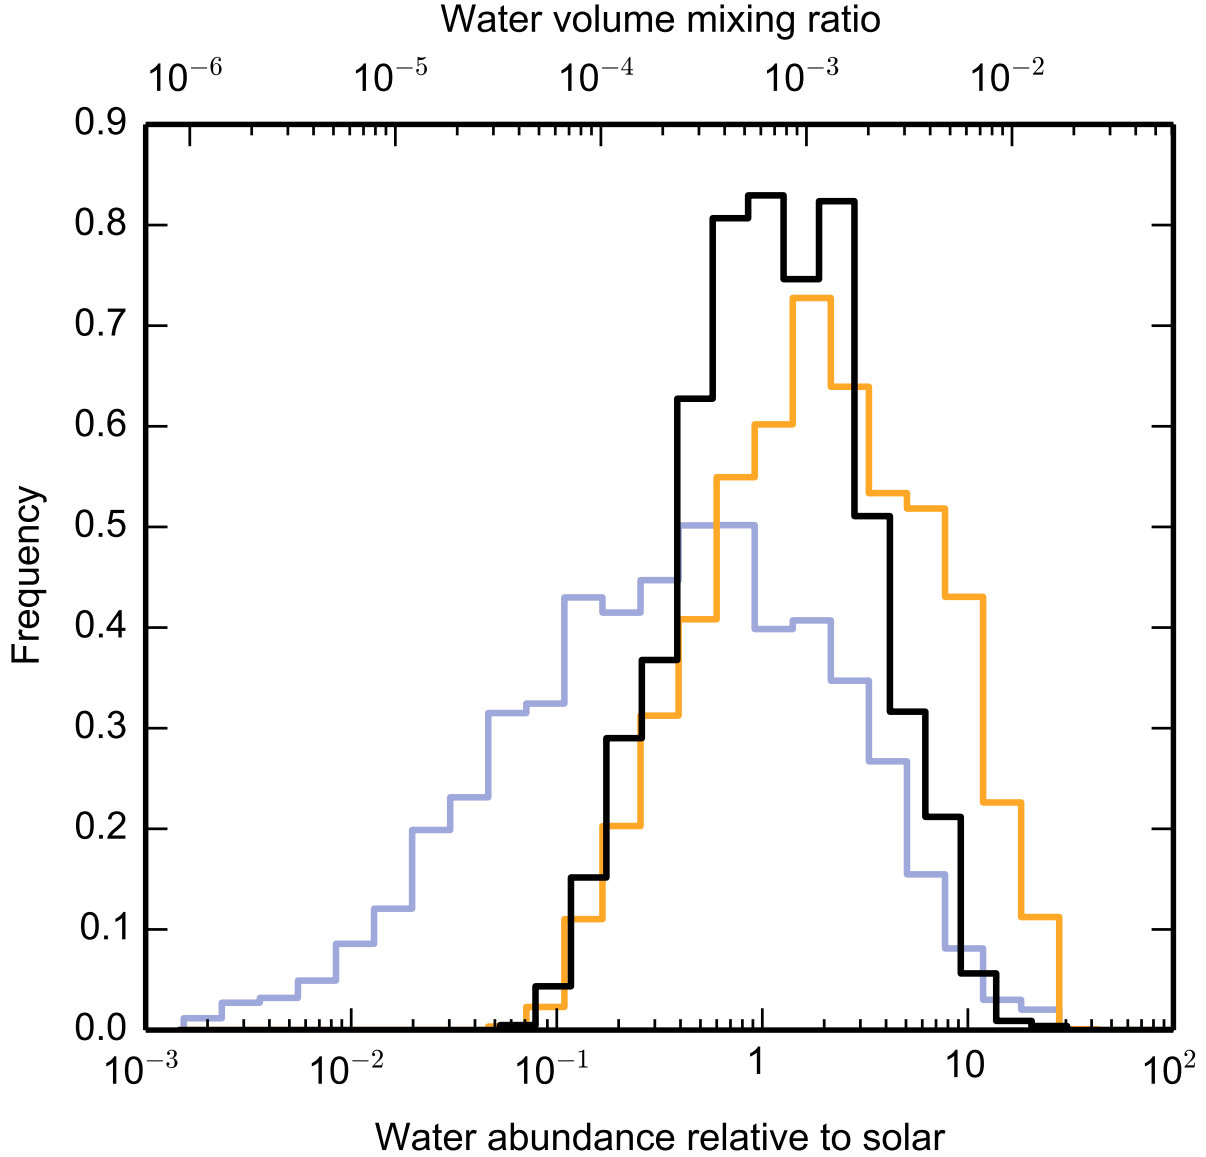 Water volume mixing ratio
10⁻⁶ 10⁻⁵ 10⁻⁴ 10⁻³ 10⁻²
0.9
0.8
0.7
0.6
0.5
0.4
0.3
0.2
0.1
0.0
Frequency
10⁻³ 10⁻² 10⁻¹ 1 10 10²
Water abundance relative to solar